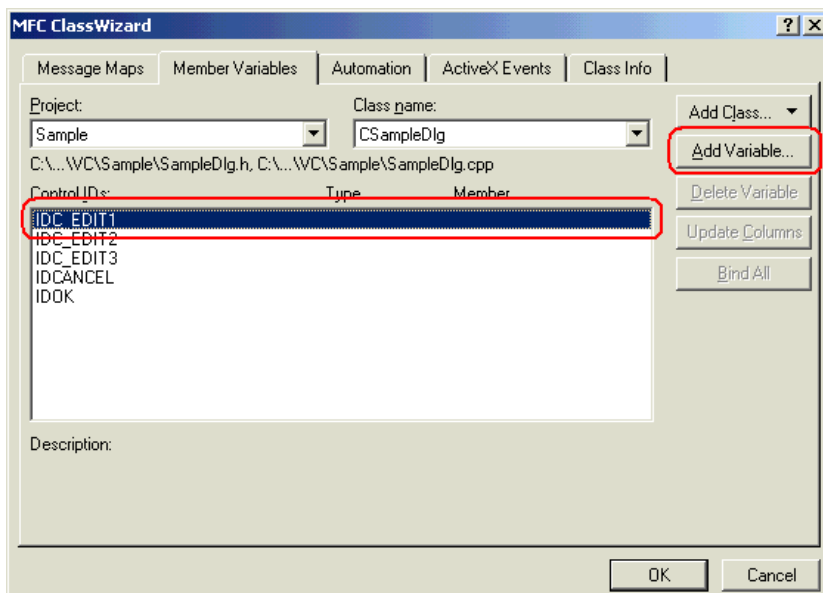 MFC ClassWizard
Message Maps Member Variables Automation ActiveX Events Class Info
Project: Class name:
Sample CSampleDlg
C:\...\VC\Sample\SampleDlg.h, C:\...\VC\Sample\SampleDlg.cpp
Control IDs: Type Member
IDC_EDIT1
IDC_EDIT2
IDC_EDIT3
IDCANCEL
IDOK
Add Class...
Add Variable...
Delete Variable
Update Columns
Bind All
Description:
OK Cancel